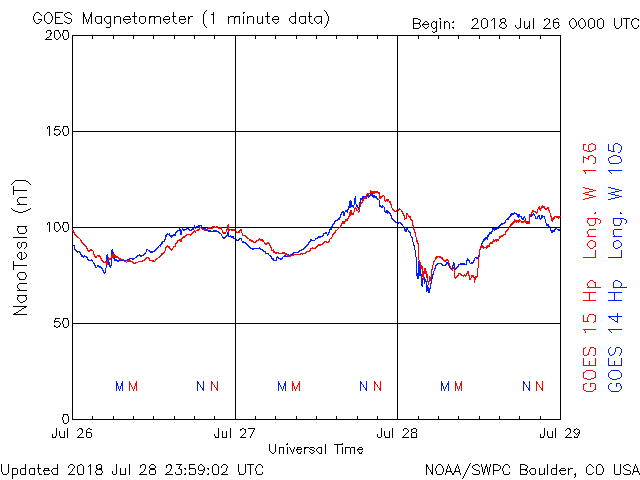 GOES Magnetometer (1 minute data)
Begin: 2018 Jul 26 0000 UTC
200
150
100
50
0
NanoTesla (nT)
M M N N M M N N M M N N
Jul 26 Jul 27 Jul 28 Jul 29
Universal Time
GOES 15 Hp Long. W 136
GOES 14 Hp Long. W 105
Updated 2018 Jul 28 23:59:02 UTC
NOAA/SWPC Boulder, CO USA